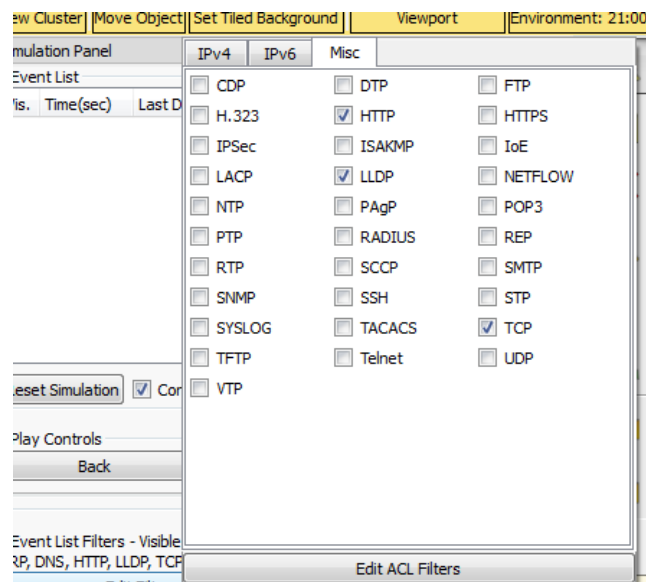 ew Cluster Move Object Set Tiled Background Viewport Environment: 21:00
mulation Panel
Event List
is. Time(sec) Last D
IPv4 IPv6 Misc
CDP DTP FTP
H.323 HTTP HTTPS
IPSec ISAKMP IoE
LACP LLDP NETFLOW
NTP PAgP POP3
PTP RADIUS REP
RTP SCCP SMTP
SNMP SSH STP
SYSLOG TACACS TCP
TFTP Telnet UDP
VTP
eset Simulation Cor
Play Controls
Back
Event List Filters - Visible
RP, DNS, HTTP, LLDP, TCP
Edit ACL Filters